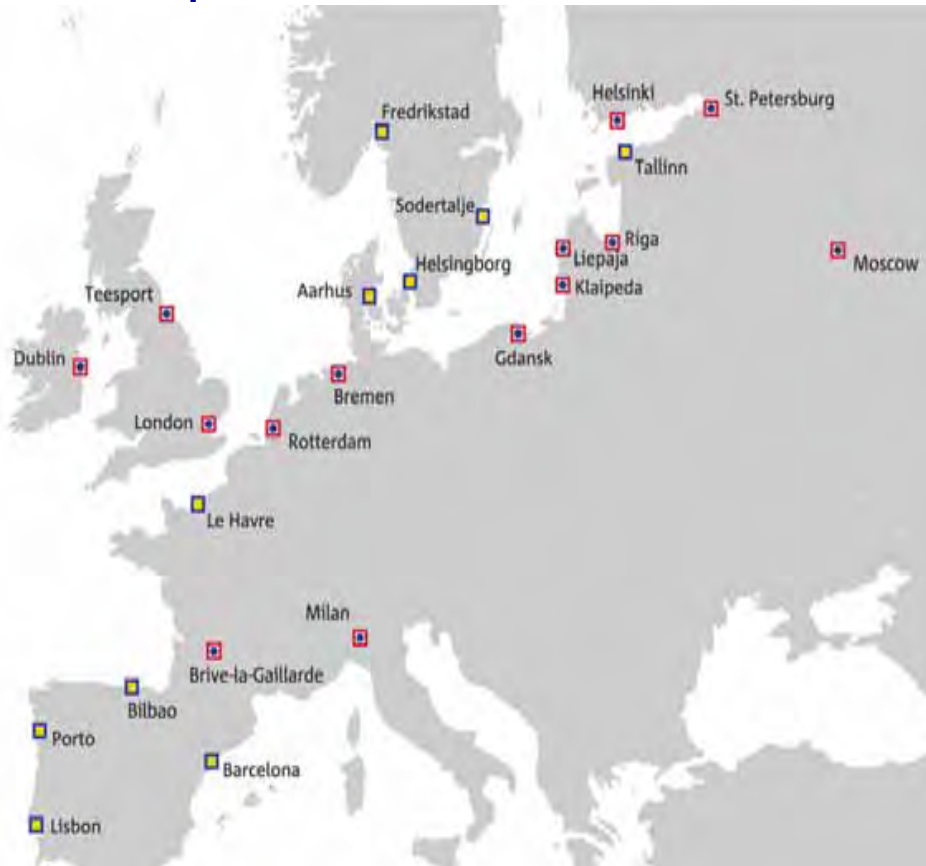 Helsinki
St. Petersburg
Fredrikstad
Tallinn
Sodertalje
Riga
Liepaja
Moscow
Helsingborg
Aarhus
Klaipeda
Teesport
Dublin
Gdansk
Bremen
London
Rotterdam
Le Havre
Milan
Brive-la-Gaillarde
Bilbao
Porto
Barcelona
Lisbon